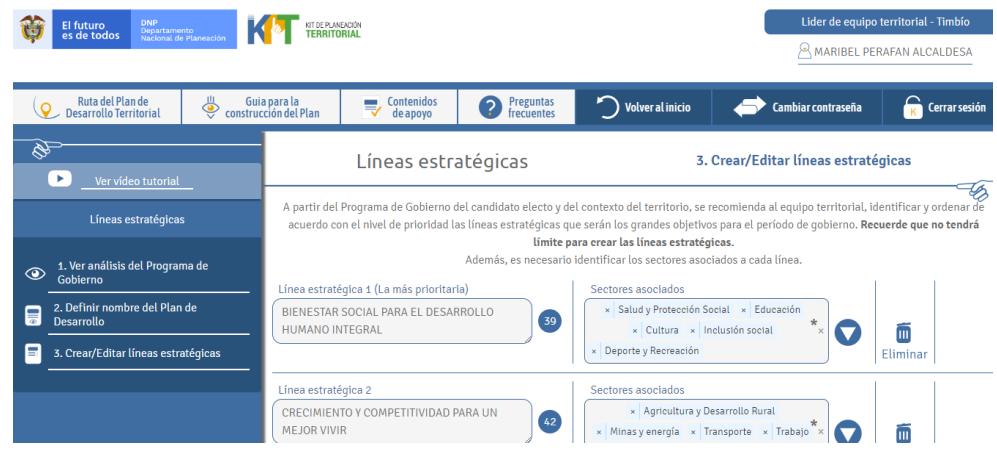 El futuro
es de todos
DNP
Departamento
Nacional de Planeación
KIT
KIT DE PLANEACIÓN
TERRITORIAL
Lider de equipo territorial - Timbío
MARIBEL PERAFAN ALCALDESA
Ruta del Plan de
Desarrollo Territorial
Guia para la
construcción del Plan
Contenidos
de apoyo
Preguntas
frecuentes
Volver al inicio
Cambiar contraseña
Cerrar sesión
Ver vídeo tutorial
Líneas estratégicas
1. Ver análisis del Programa de
Gobierno
2. Definir nombre del Plan de
Desarrollo
3. Crear/Editar líneas estratégicas
Líneas estratégicas
3. Crear/Editar líneas estratégicas
A partir del Programa de Gobierno del candidato electo y del contexto del territorio, se recomienda al equipo territorial, identificar y ordenar de
acuerdo con el nivel de prioridad las líneas estratégicas que serán los grandes objetivos para el período de gobierno. Recuerde que no tendrá
límite para crear las líneas estratégicas.
Además, es necesario identificar los sectores asociados a cada línea.
Línea estratégica 1 (La más prioritaria)
BIENESTAR SOCIAL PARA EL DESARROLLO
HUMANO INTEGRAL
39
Sectores asociados
× Salud y Protección Social × Educación
× Cultura × Inclusión social * ×
× Deporte y Recreación
Eliminar
Línea estratégica 2
CRECIMIENTO Y COMPETITIVIDAD PARA UN
MEJOR VIVIR
42
Sectores asociados
× Agricultura y Desarrollo Rural
× Minas y energía × Transporte × Trabajo * ×